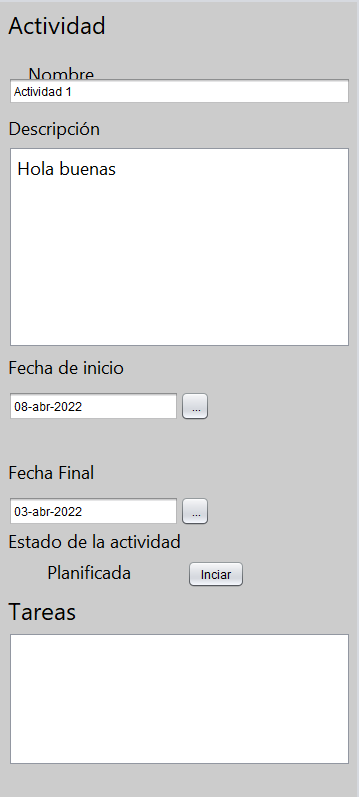 Actividad
Nombre
Actividad 1
Descripción
Hola buenas
Fecha de inicio
08-abr-2022
...
Fecha Final
03-abr-2022
...
Estado de la actividad
Planificada
Inciar
Tareas